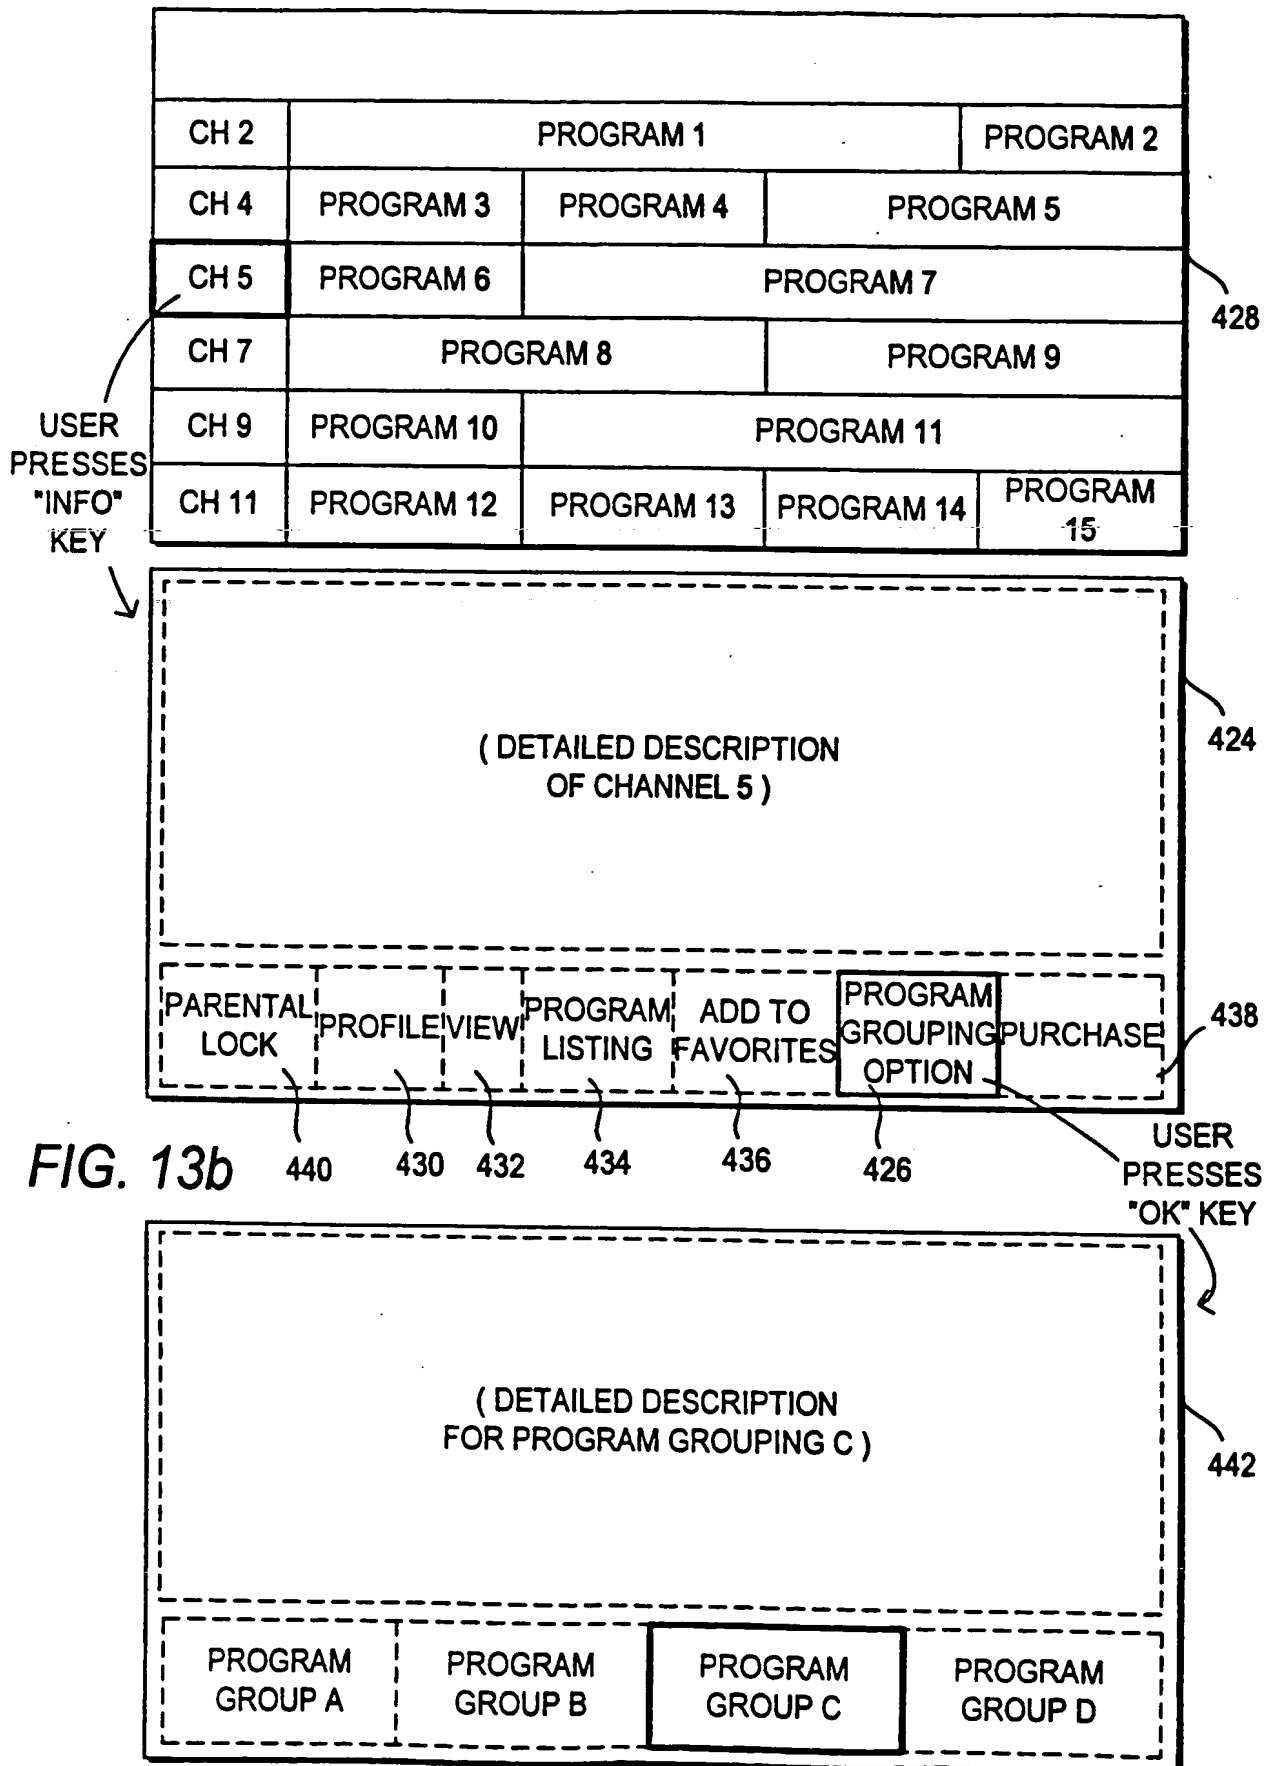 CH 2 PROGRAM 1 PROGRAM 2
CH 4 PROGRAM 3 PROGRAM 4 PROGRAM 5
CH 5 PROGRAM 6 PROGRAM 7
428
CH 7 PROGRAM 8 PROGRAM 9
CH 9 PROGRAM 10 PROGRAM 11
CH 11 PROGRAM 12 PROGRAM 13 PROGRAM 14 PROGRAM
15
USER
PRESSES
"INFO"
KEY
( DETAILED DESCRIPTION
OF CHANNEL 5 )
424
PARENTAL
LOCK
PROFILE
VIEW
PROGRAM
LISTING
ADD TO
FAVORITES
PROGRAM
GROUPING
OPTION
PURCHASE
438
FIG. 13b
440 430 432 434 436 426
USER
PRESSES
"OK" KEY
( DETAILED DESCRIPTION
FOR PROGRAM GROUPING C )
442
PROGRAM
GROUP A
PROGRAM
GROUP B
PROGRAM
GROUP C
PROGRAM
GROUP D